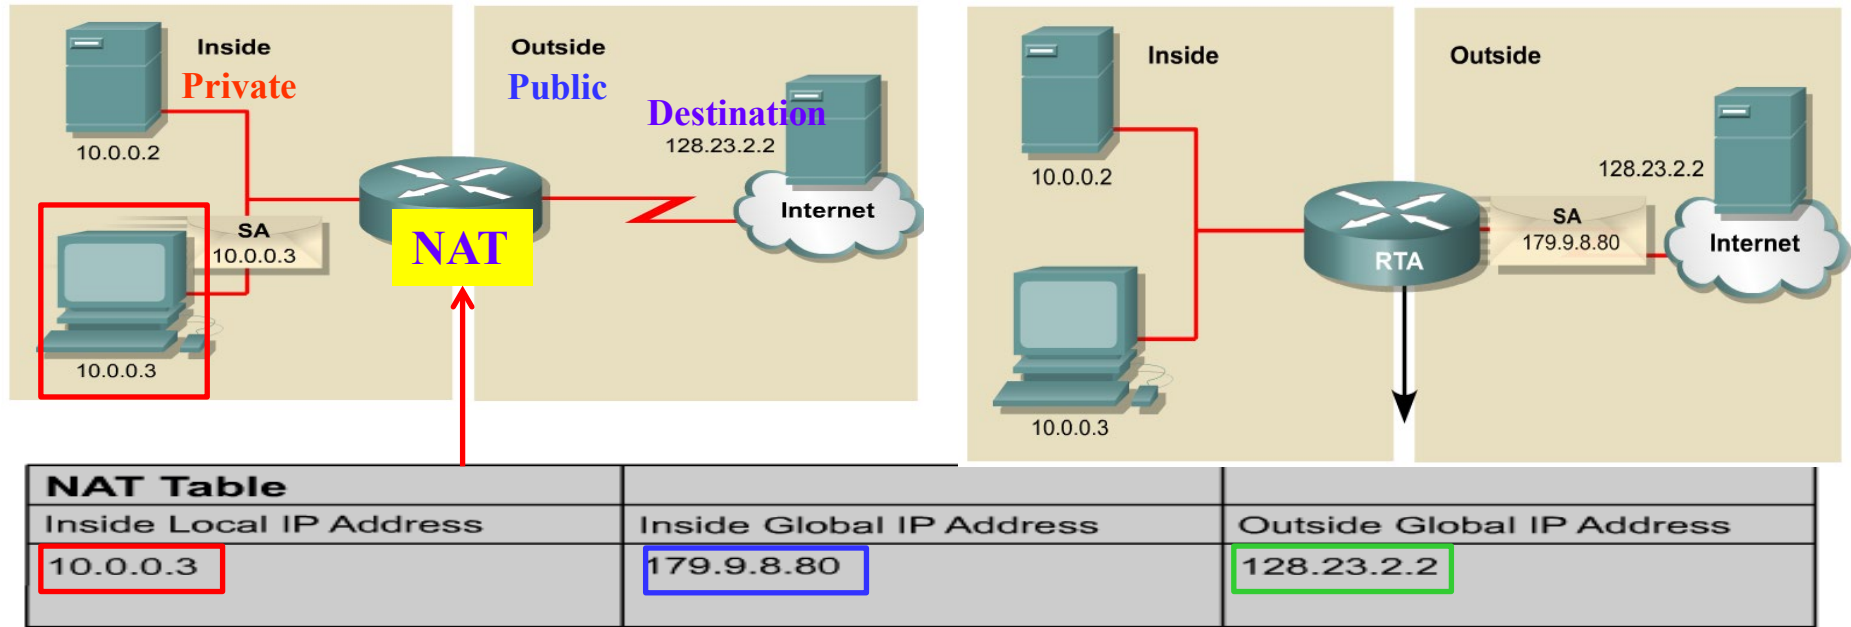 Inside
Private
Outside
Public
Destination
128.23.2.2
10.0.0.2
SA
10.0.0.3
NAT
Internet
10.0.0.3
Inside
Outside
10.0.0.2
128.23.2.2
SA
179.9.8.80
RTA
Internet
10.0.0.3
NAT Table
Inside Local IP Address Inside Global IP Address Outside Global IP Address
10.0.0.3 179.9.8.80 128.23.2.2